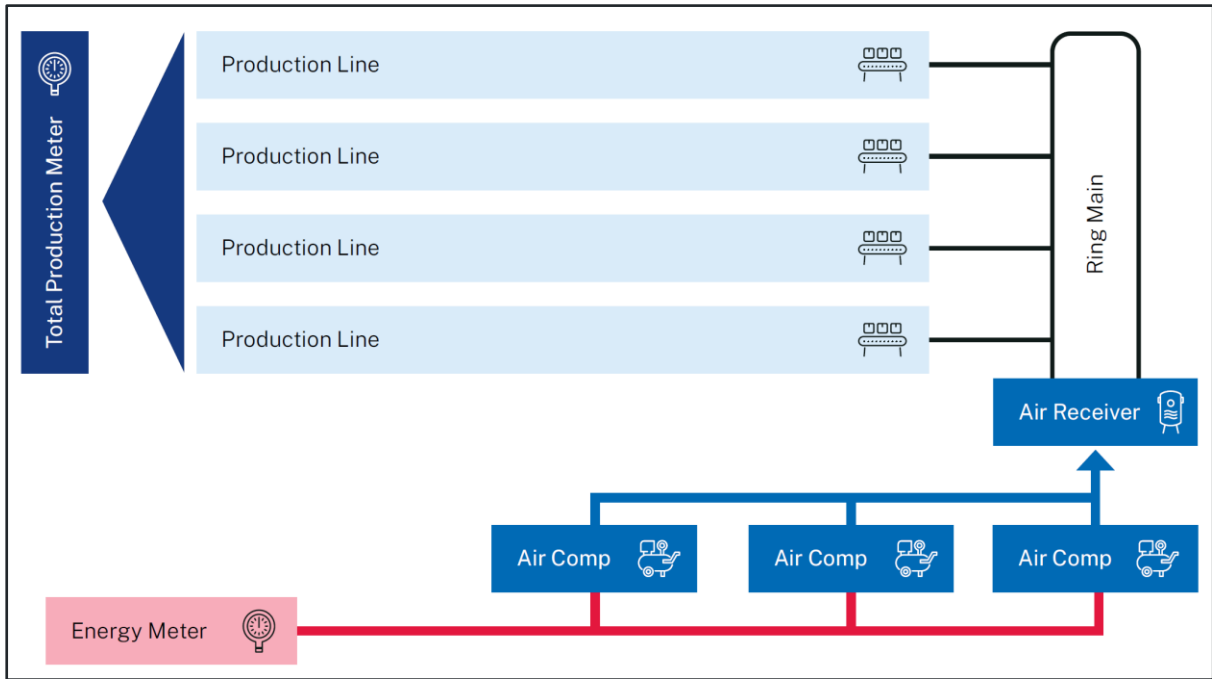 Total Production Meter
Production Line
Production Line
Production Line
Production Line
Ring Main
Air Receiver
Air Comp
Air Comp
Air Comp
Energy Meter